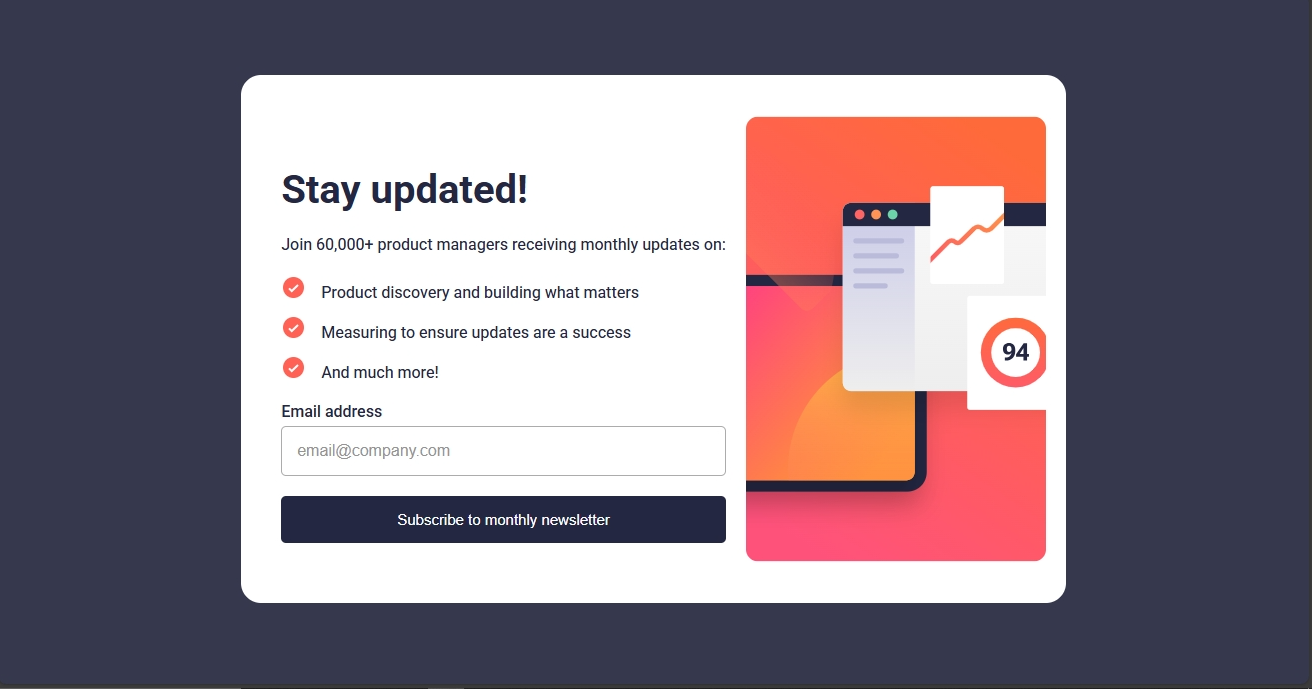 Stay updated!
Join 60,000+ product managers receiving monthly updates on:
Product discovery and building what matters
Measuring to ensure updates are a success
And much more!
Email address
email@company.com
Subscribe to monthly newsletter
94